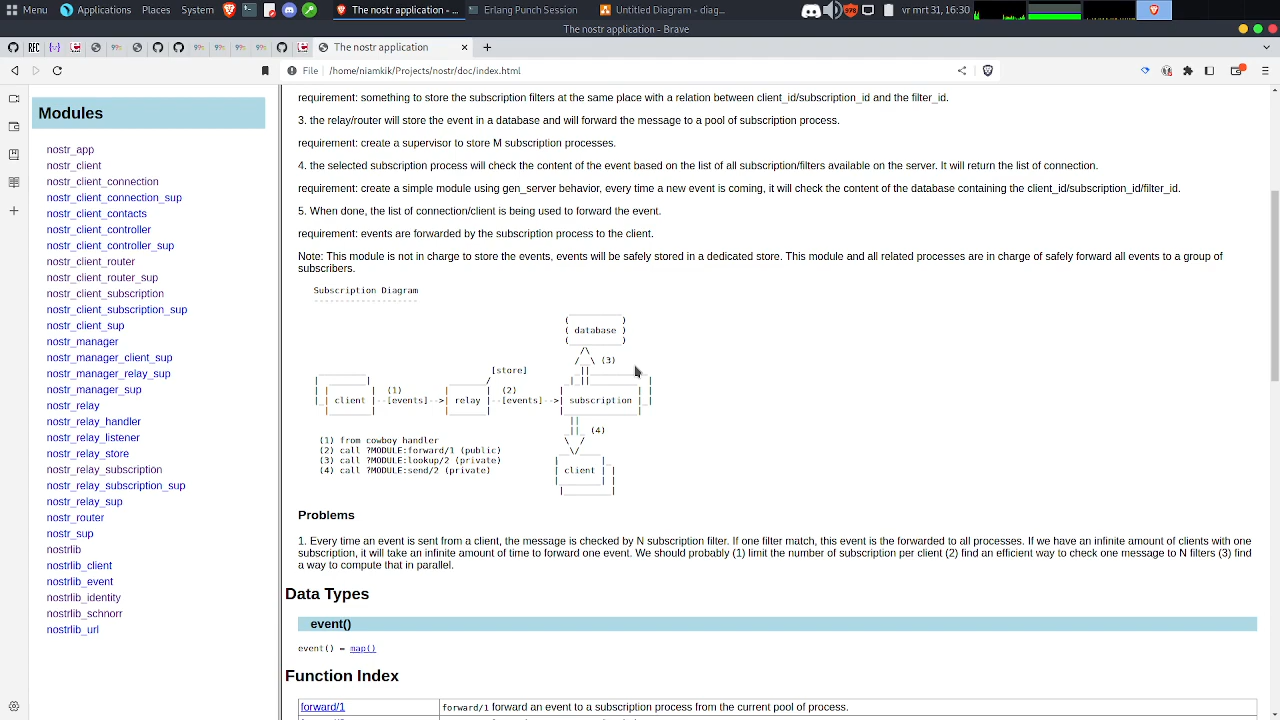 Menu Applications Places System The nostr application - ... Erlang Punch Session Untitled Diagram - diag... vr mrt 31, 16:30
The nostr application - Brave
The nostr application
File /home/niamkik/Projects/nostr/doc/index.html
Modules
nostr_app
nostr_client
nostr_client_connection
nostr_client_connection_sup
nostr_client_contacts
nostr_client_controller
nostr_client_controller_sup
nostr_client_router
nostr_client_router_sup
nostr_client_subscription
nostr_client_subscription_sup
nostr_client_sup
nostr_manager
nostr_manager_client_sup
nostr_manager_relay_sup
nostr_manager_sup
nostr_relay
nostr_relay_handler
nostr_relay_listener
nostr_relay_store
nostr_relay_subscription
nostr_relay_subscription_sup
nostr_relay_sup
nostr_router
nostr_sup
nostrlib
nostrlib_client
nostrlib_event
nostrlib_identity
nostrlib_schnorr
nostrlib_url
requirement: something to store the subscription filters at the same place with a relation between client_id/subscription_id and the filter_id.
3. the relay/router will store the event in a database and will forward the message to a pool of subscription process.
requirement: create a supervisor to store M subscription processes.
4. the selected subscription process will check the content of the event based on the list of all subscription/filters available on the server. It will return the list of connection.
requirement: create a simple module using gen_server behavior, every time a new event is coming, it will check the content of the database containing the client_id/subscription_id/filter_id.
5. When done, the list of connection/client is being used to forward the event.
requirement: events are forwarded by the subscription process to the client.
Note: This module is not in charge to store the events, events will be safely stored in a dedicated store. This module and all related processes are in charge of safely forward all events to a group of
subscribers.
Subscription Diagram
--------------------
( database )
(3)
[store]
(1) (2)
client |--[events]-->| relay |--[events]-->| subscription
(4)
(1) from cowboy handler
(2) call ?MODULE:forward/1 (public)
(3) call ?MODULE:lookup/2 (private)
(4) call ?MODULE:send/2 (private)
client
Problems
1. Every time an event is sent from a client, the message is checked by N subscription filter. If one filter match, this event is the forwarded to all processes. If we have an infinite amount of clients with one
subscription, it will take an infinite amount of time to forward one event. We should probably (1) limit the number of subscription per client (2) find an efficient way to check one message to N filters (3) find
a way to compute that in parallel.
Data Types
event()
event() = map()
Function Index
forward/1 forward/1 forward an event to a subscription process from the current pool of process.